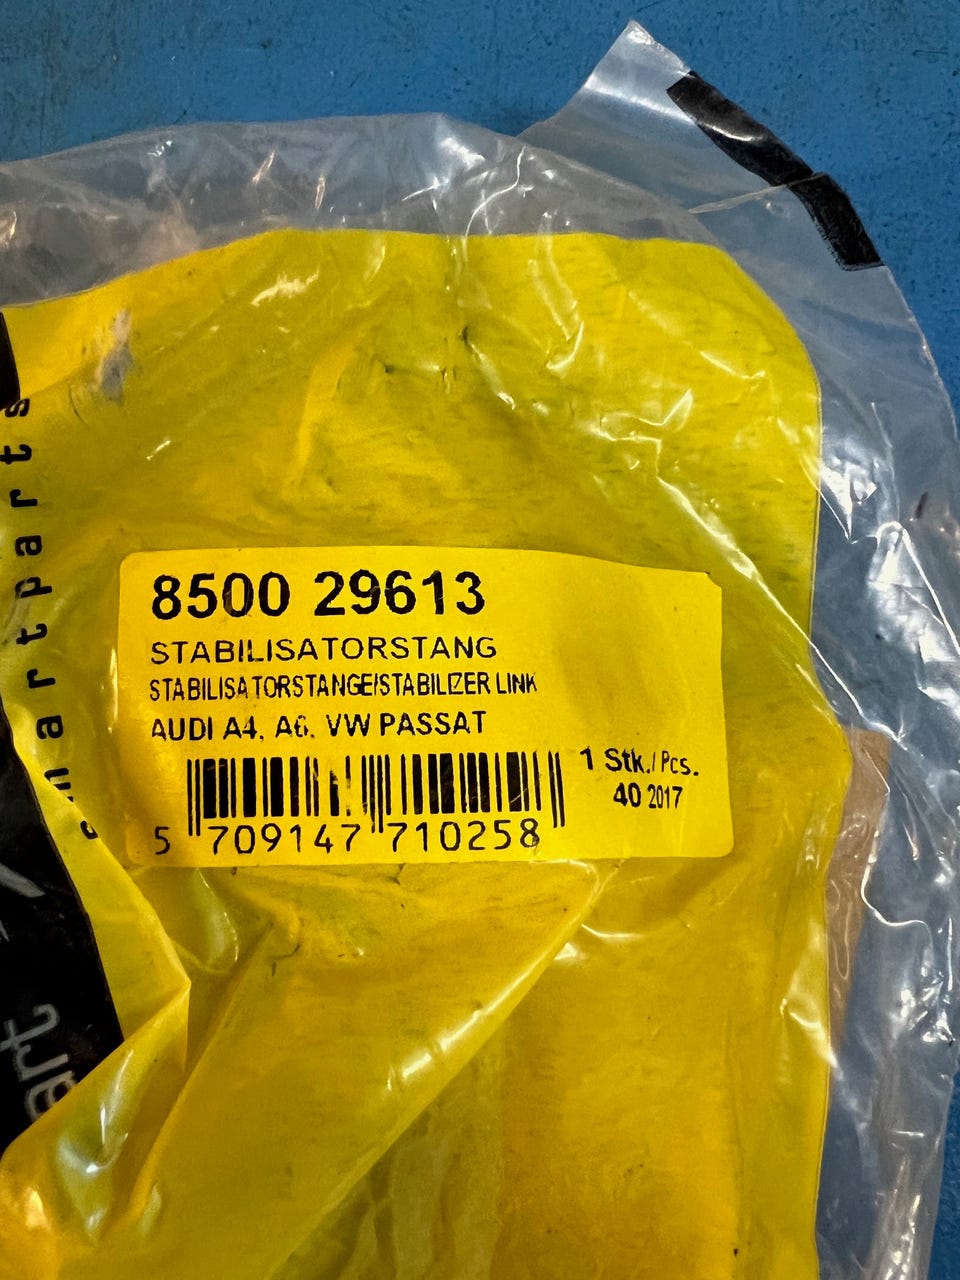 8500 29613
STABILISATORSTANG
STABILISATORSTANGE/STABILIZER LINK
AUDI A4, A6, VW PASSAT
1 Stk./Pcs.
40 2017
5 709147 710258
smartparts
art